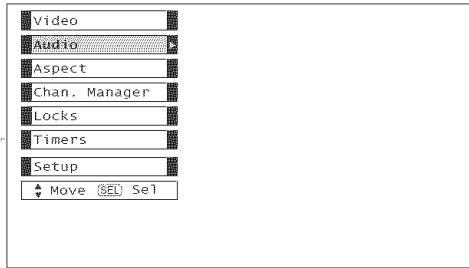 Video
Audio
Aspect
Chan. Manager
Locks
Timers
Setup
Move SEL Sel